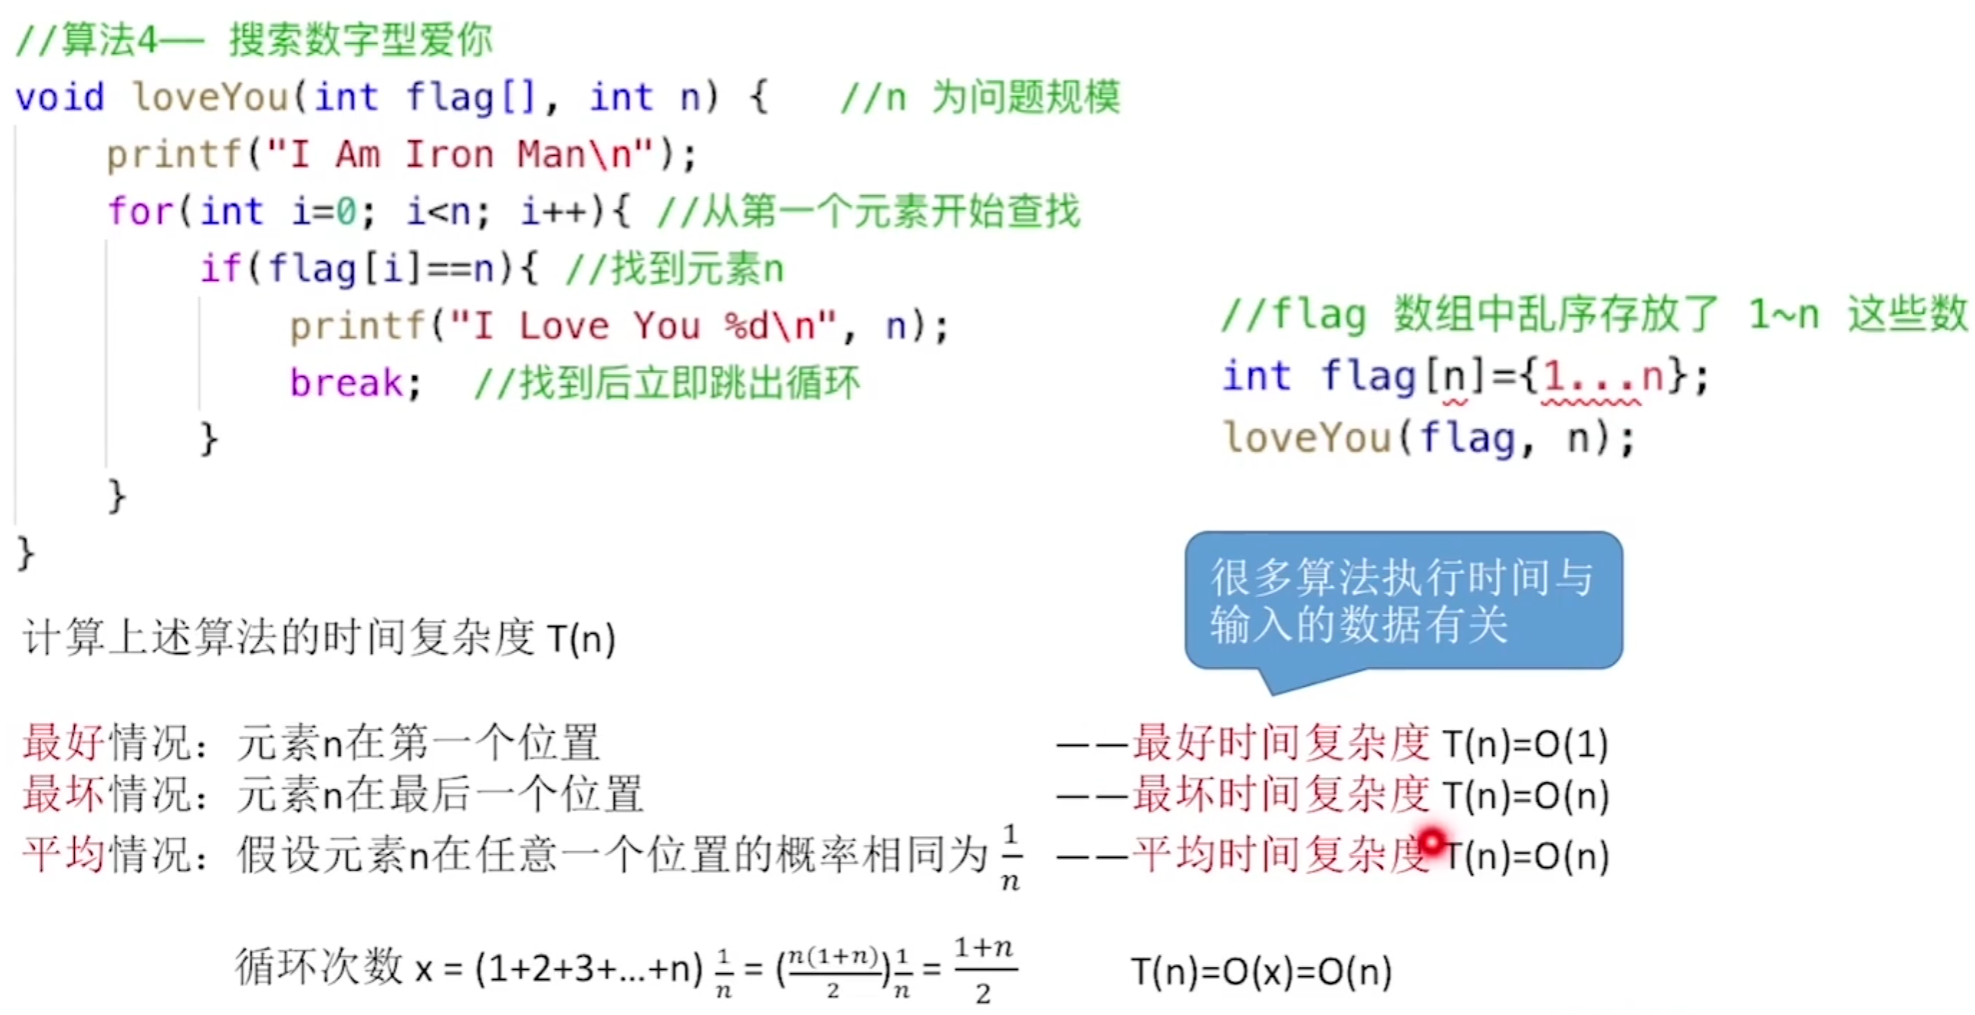 //算法4—— 搜索数字型爱你
void loveYou(int flag[], int n) {   //n 为问题规模
    printf("I Am Iron Man\n");
    for(int i=0; i<n; i++){ //从第一个元素开始查找
        if(flag[i]==n){ //找到元素n
            printf("I Love You %d\n", n);
            break;  //找到后立即跳出循环
        }
    }
}
//flag 数组中乱序存放了 1~n 这些数
int flag[n]={1...n};
loveYou(flag, n);
很多算法执行时间与
输入的数据有关
计算上述算法的时间复杂度 T(n)
最好情况：元素n在第一个位置 ——最好时间复杂度 T(n)=O(1)
最坏情况：元素n在最后一个位置 ——最坏时间复杂度 T(n)=O(n)
平均情况：假设元素n在任意一个位置的概率相同为 1/n ——平均时间复杂度 T(n)=O(n)
循环次数 x = (1+2+3+...+n) 1/n = (n(1+n)/2) 1/n = (1+n)/2 T(n)=O(x)=O(n)